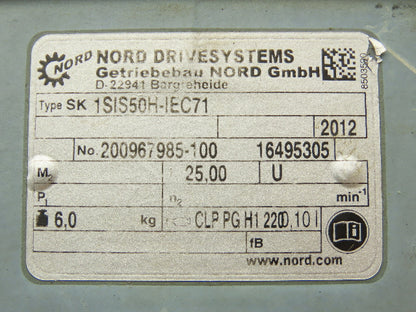 NORD NORD DRIVESYSTEMS
Getriebebau NORD GmbH
D-22941 Bargteheide
8503520
Type SK 1SIS50H-IEC71
2012
No. 200967985-100 16495305
M₂ 25,00 U
P₁ n₂ min⁻¹
6,0 kg CLP PG H1 220 0,10 l
fB
www.nord.com